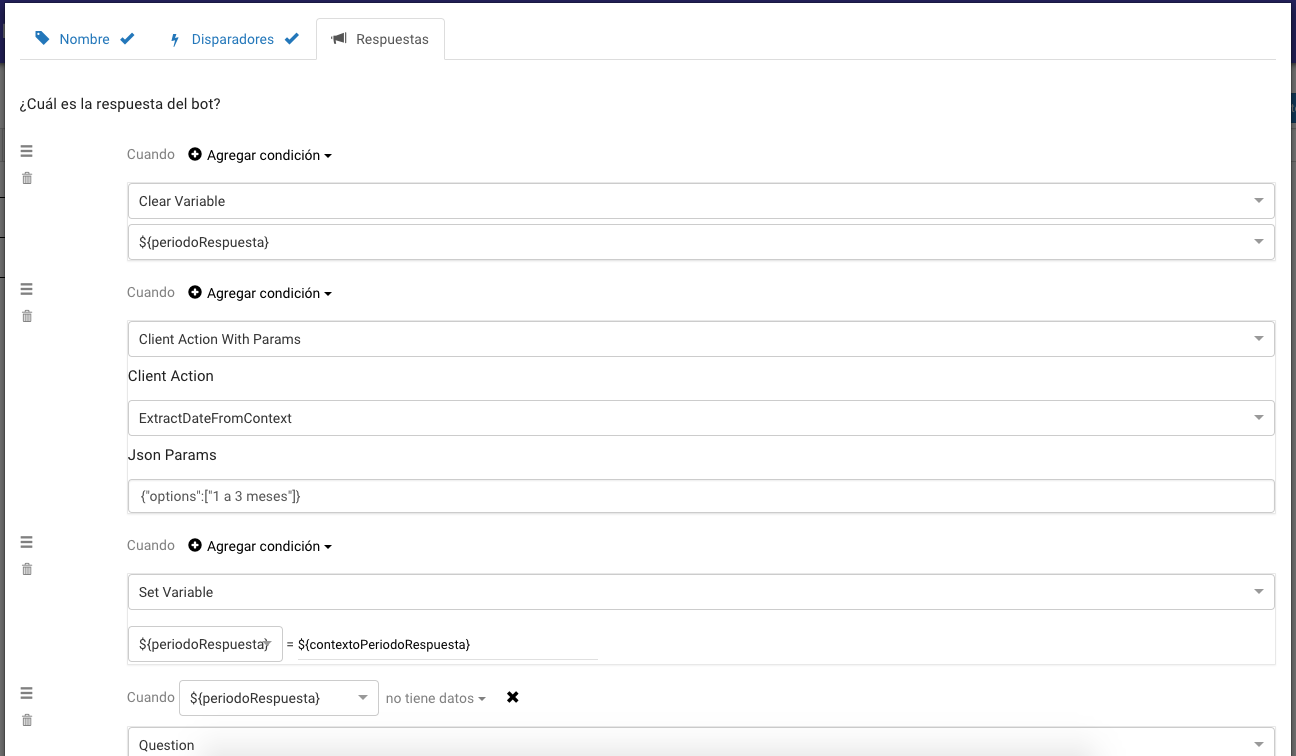 Nombre Disparadores Respuestas
¿Cuál es la respuesta del bot?
Cuando Agregar condición
Clear Variable
${periodoRespuesta}
Cuando Agregar condición
Client Action With Params
Client Action
ExtractDateFromContext
Json Params
{"options":["1 a 3 meses"]}
Cuando Agregar condición
Set Variable
${periodoRespuesta} = ${contextoPeriodoRespuesta}
Cuando ${periodoRespuesta} no tiene datos
Question